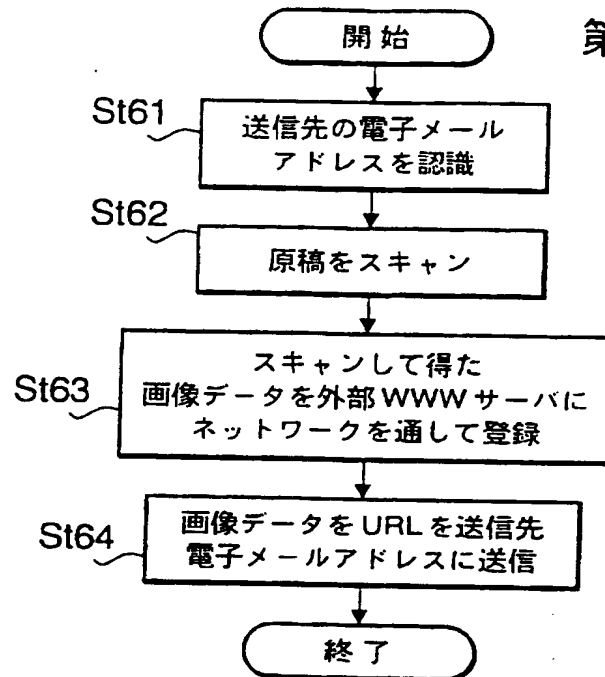 開始
第
St61
送信先の電子メール
アドレスを認識
St62
原稿をスキャン
St63
スキャンして得た
画像データを外部WWWサーバに
ネットワークを通して登録
St64
画像データをURLを送信先
電子メールアドレスに送信
終了